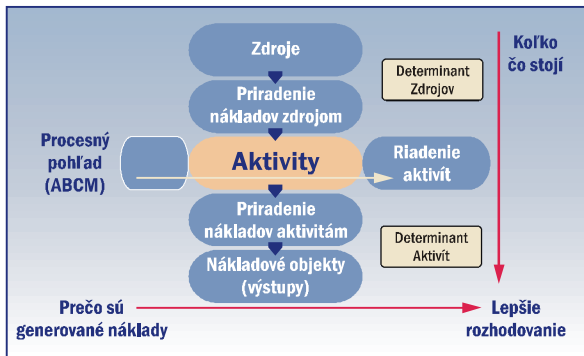 Zdroje
Koľko
čo stojí
Determinant
Zdrojov
Priradenie
nákladov zdrojom
Procesný
pohľad
(ABCM)
Aktivity
Riadenie
aktivít
Priradenie
nákladov aktivitám
Determinant
Aktivít
Nákladové objekty
(výstupy)
Prečo sú
generované náklady
Lepšie
rozhodovanie